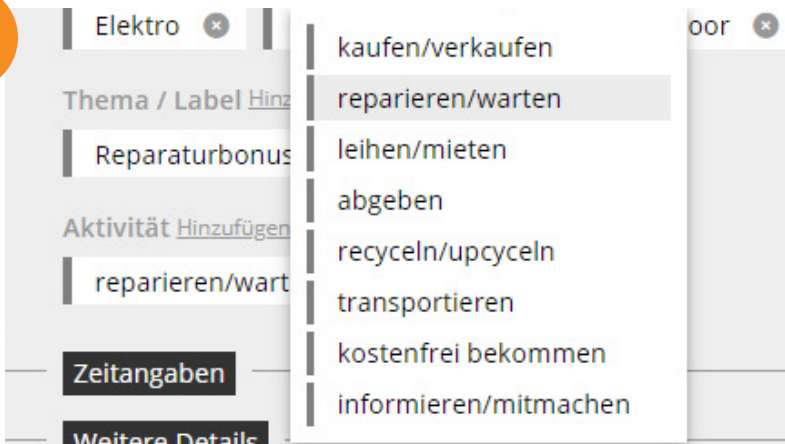 Elektro
oor
Thema / Label Hinz
Reparaturbonus
Aktivität Hinzufügen
reparieren/wart
Zeitangaben
Weitere Details
kaufen/verkaufen
reparieren/warten
leihen/mieten
abgeben
recyceln/upcyceln
transportieren
kostenfrei bekommen
informieren/mitmachen